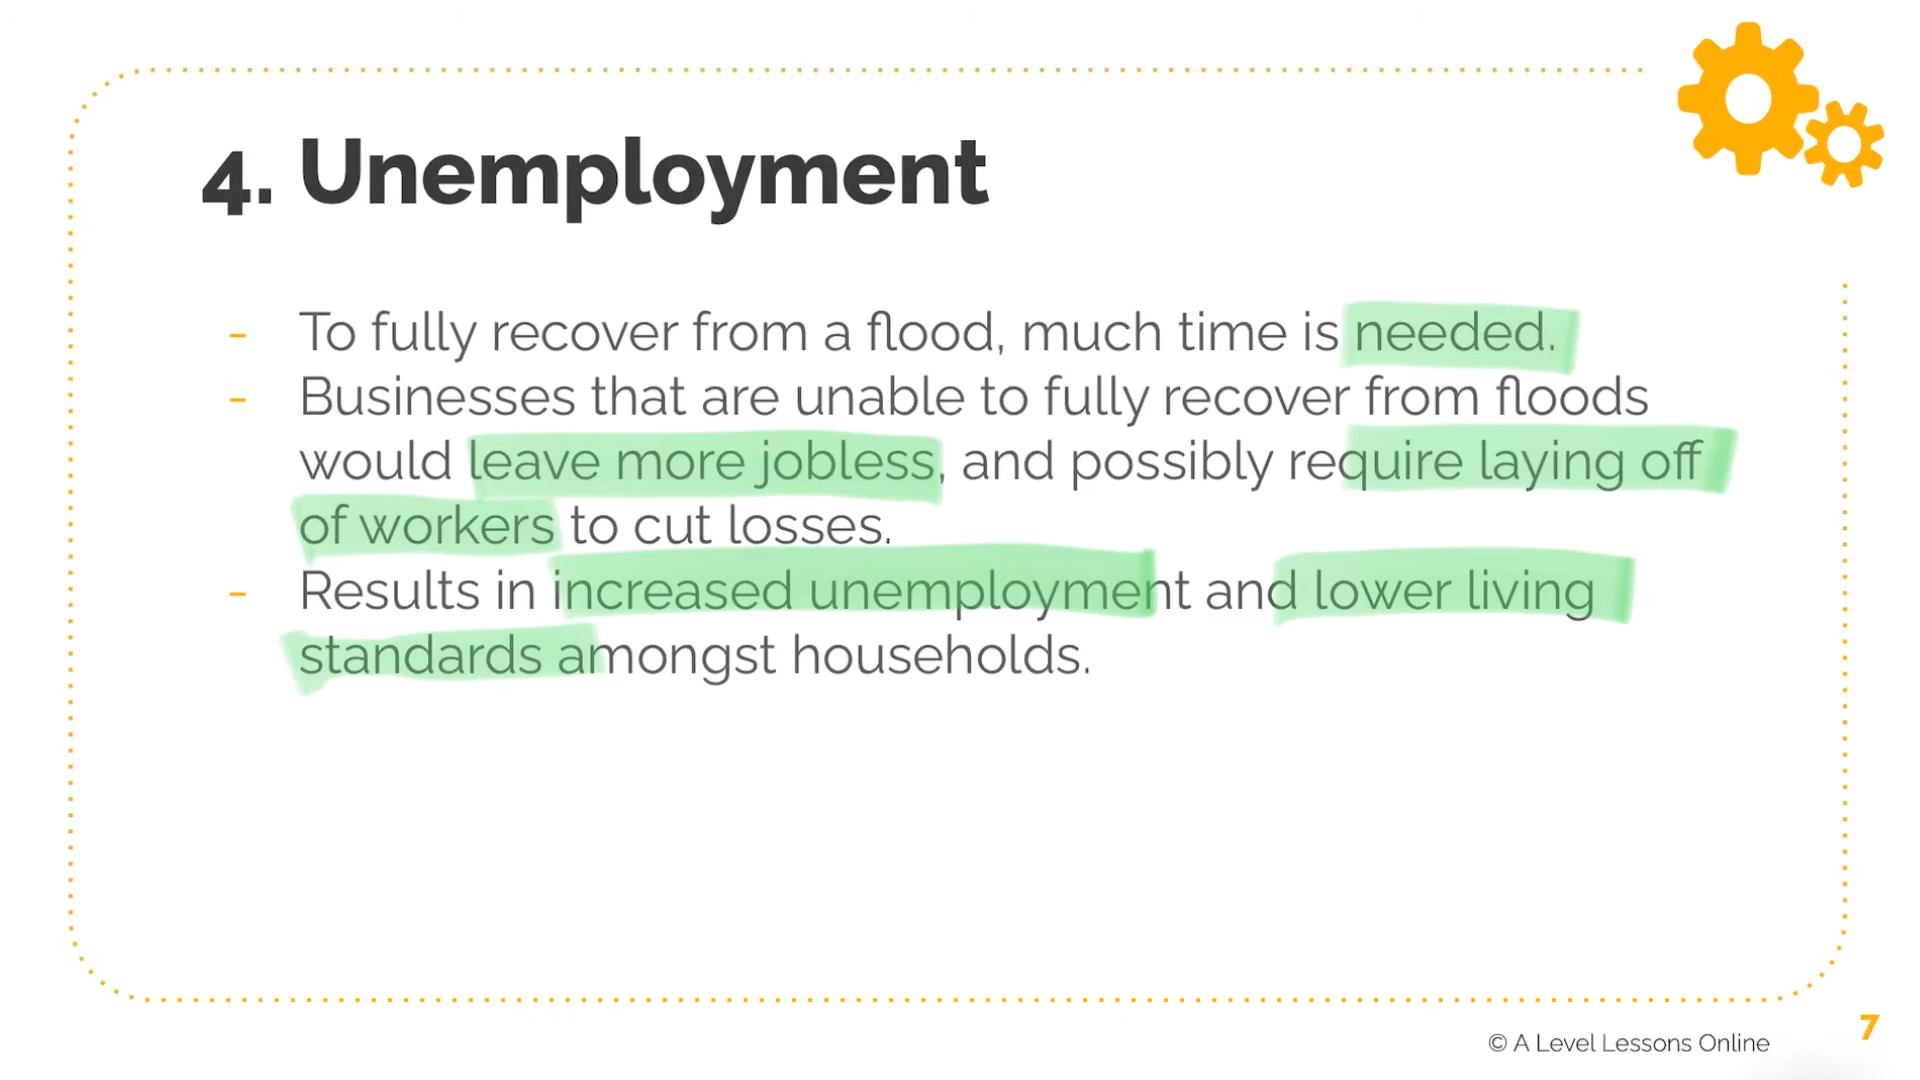 4. Unemployment
- To fully recover from a flood, much time is needed.
- Businesses that are unable to fully recover from floods
would leave more jobless, and possibly require laying off
of workers to cut losses.
- Results in increased unemployment and lower living
standards amongst households.
© A Level Lessons Online
7